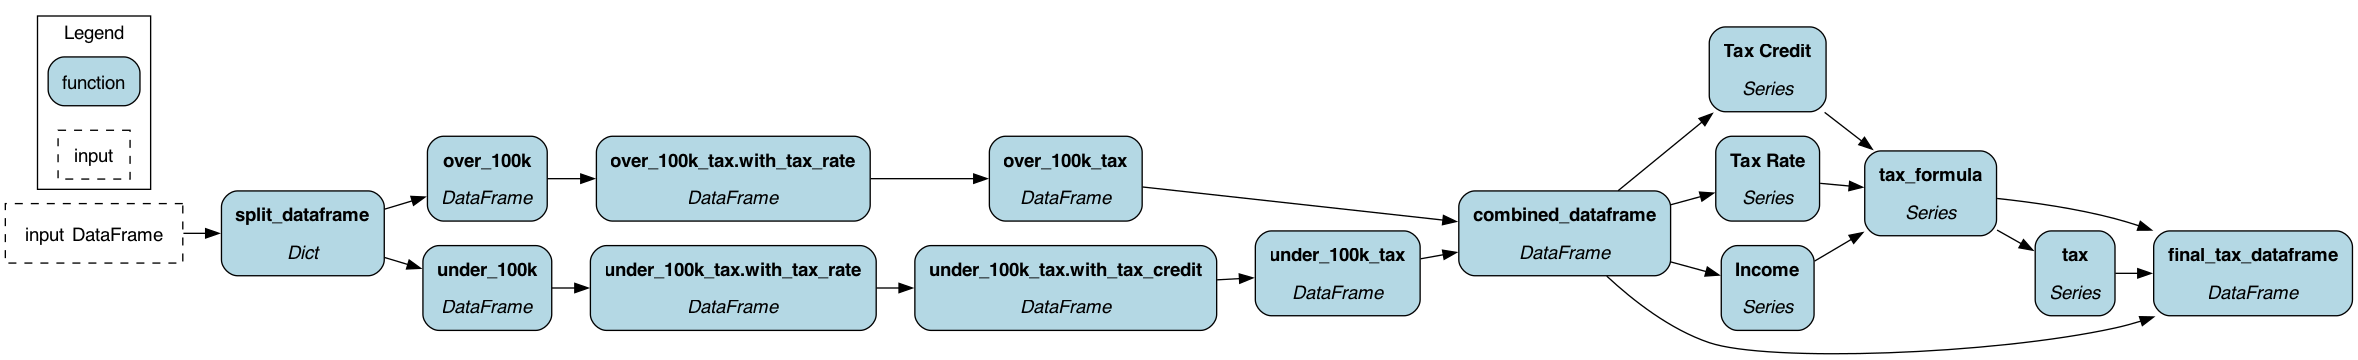 Legend
function
input
input DataFrame
split_dataframe
Dict
over_100k
DataFrame
over_100k_tax.with_tax_rate
DataFrame
over_100k_tax
DataFrame
under_100k
DataFrame
under_100k_tax.with_tax_rate
DataFrame
under_100k_tax.with_tax_credit
DataFrame
under_100k_tax
DataFrame
combined_dataframe
DataFrame
Tax Credit
Series
Tax Rate
Series
Income
Series
tax_formula
Series
tax
Series
final_tax_dataframe
DataFrame